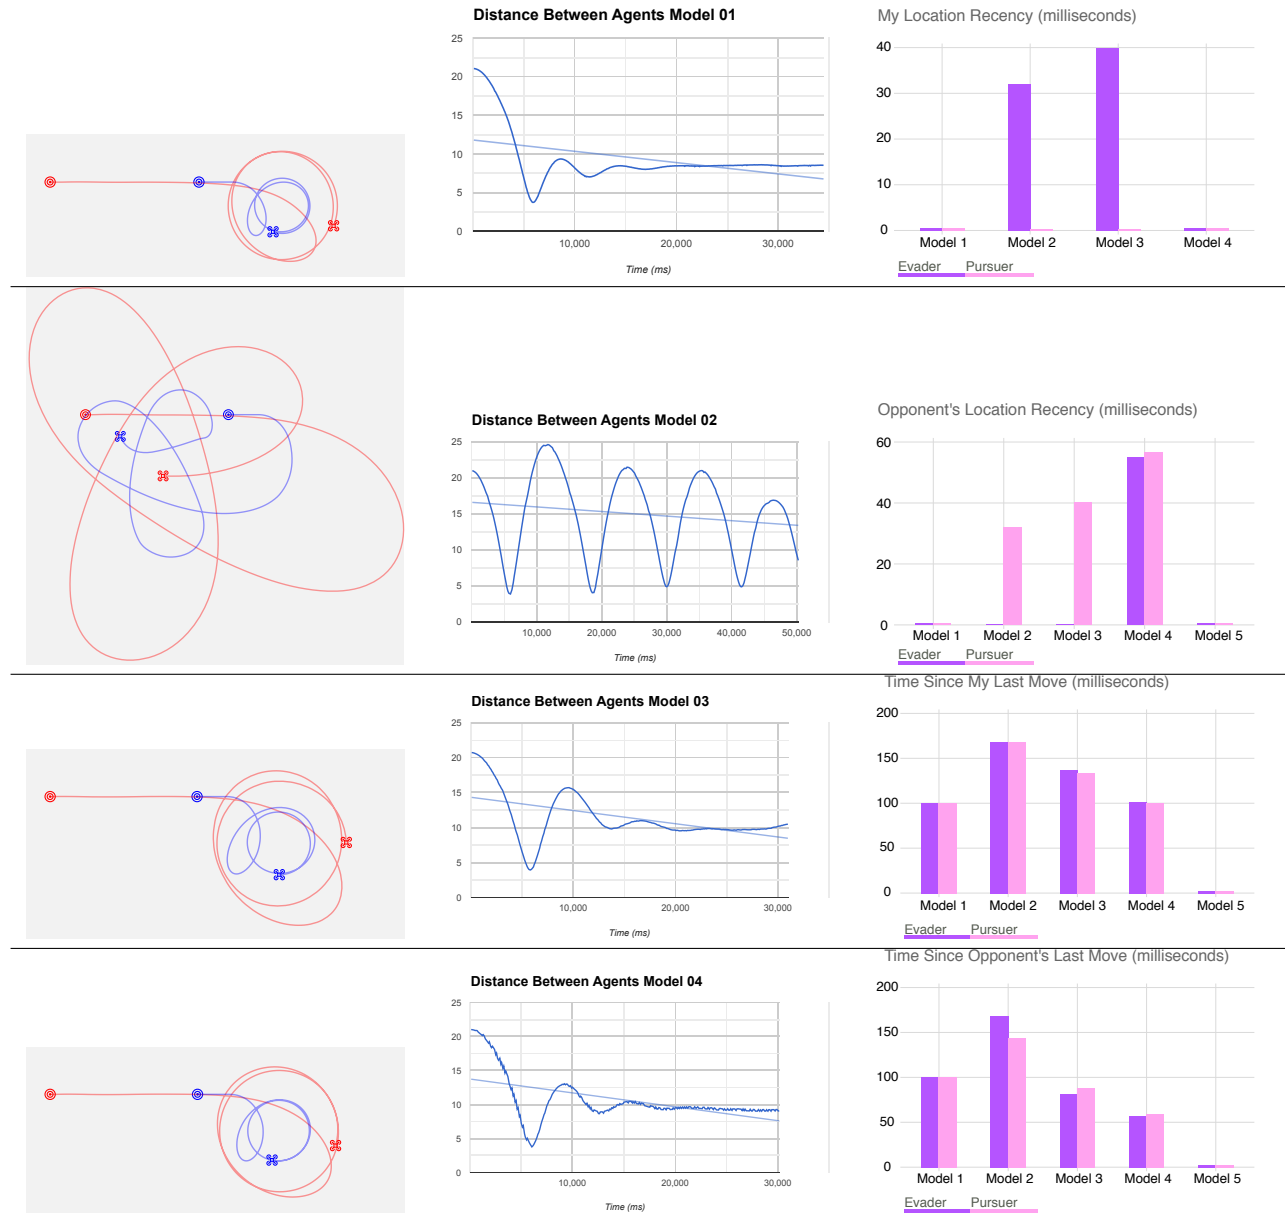 Distance Between Agents Model 01
25
20
15
10
5
0
10,000 20,000 30,000
Time (ms)
My Location Recency (milliseconds)
40
30
20
10
0
Model 1 Model 2 Model 3 Model 4
Evader Pursuer
Distance Between Agents Model 02
25
20
15
10
5
0
10,000 20,000 30,000 40,000 50,000
Time (ms)
Opponent's Location Recency (milliseconds)
60
40
20
0
Model 1 Model 2 Model 3 Model 4 Model 5
Evader Pursuer
Distance Between Agents Model 03
25
20
15
10
5
0
10,000 20,000 30,000
Time (ms)
Time Since My Last Move (milliseconds)
200
150
100
50
0
Model 1 Model 2 Model 3 Model 4 Model 5
Evader Pursuer
Distance Between Agents Model 04
25
20
15
10
5
0
10,000 20,000 30,000
Time (ms)
Time Since Opponent's Last Move (milliseconds)
200
150
100
50
0
Model 1 Model 2 Model 3 Model 4 Model 5
Evader Pursuer